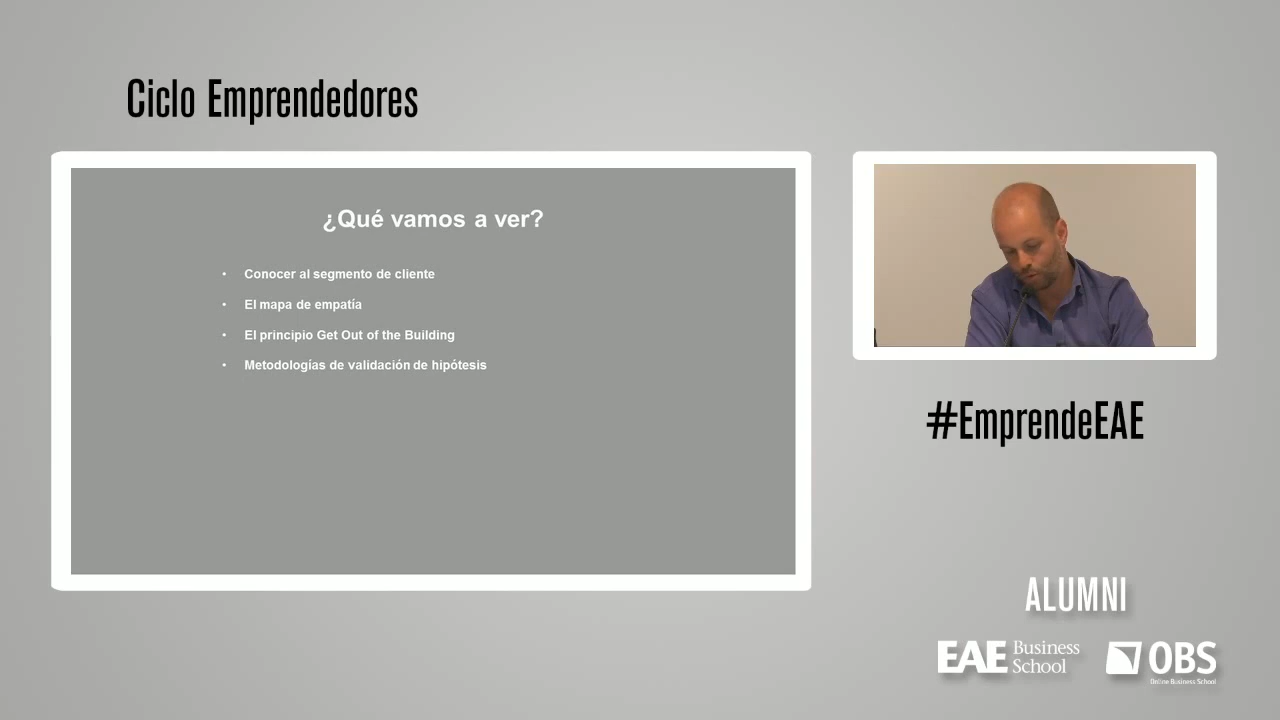 Ciclo Emprendedores
¿Qué vamos a ver?
• Conocer al segmento de cliente
• El mapa de empatía
• El principio Get Out of the Building
• Metodologías de validación de hipótesis
#EmprendeEAE
ALUMNI
EAE Business School
OBS
Online Business School